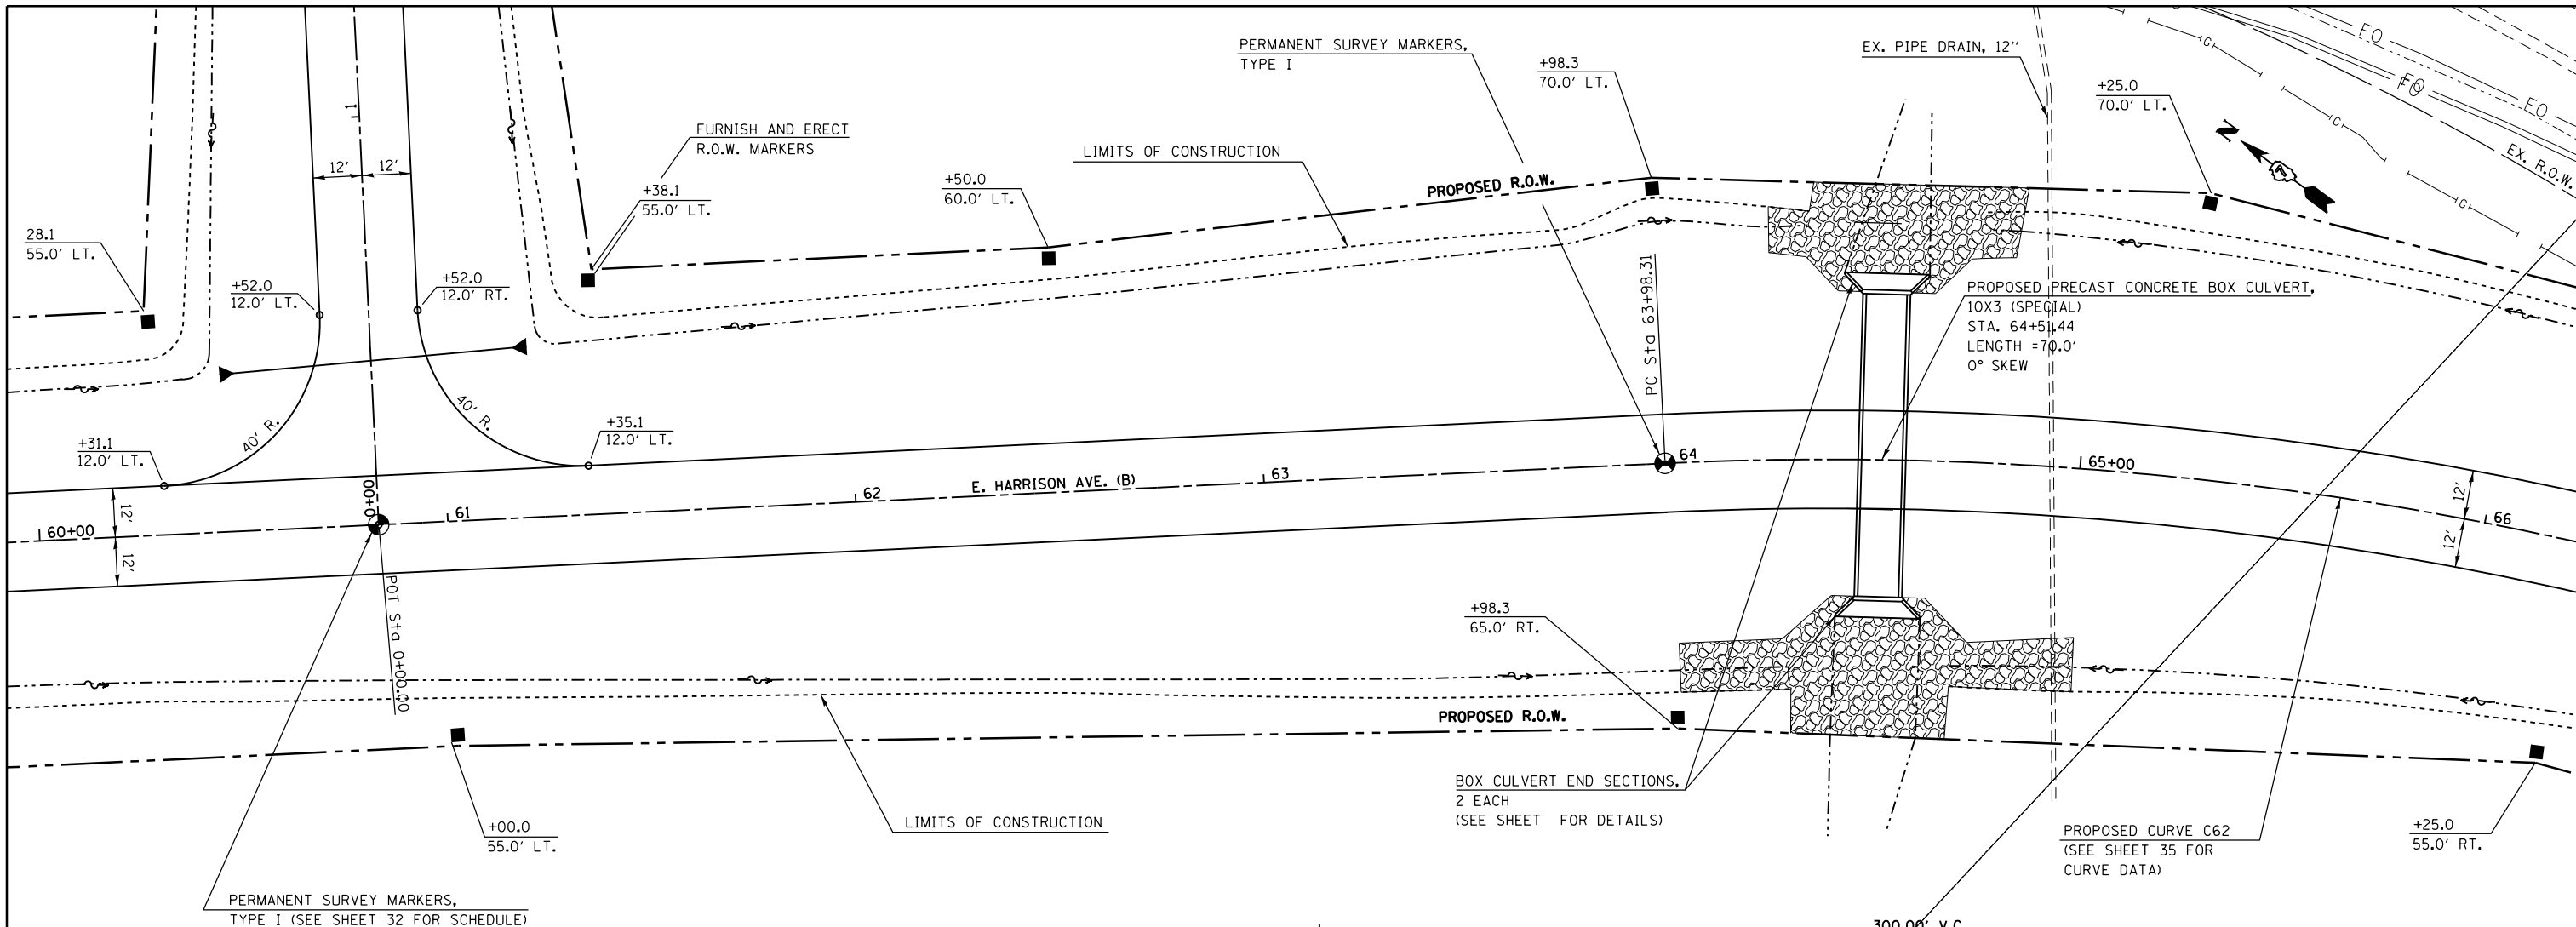 PERMANENT SURVEY MARKERS,
TYPE I
+98.3
70.0' LT.
EX. PIPE DRAIN, 12''
+25.0
70.0' LT.
FO
FO
FO
FO
G
G
G
G
EX. R.O.W.
N
1
12'
12'
FURNISH AND ERECT
R.O.W. MARKERS
LIMITS OF CONSTRUCTION
+38.1
55.0' LT.
+50.0
60.0' LT.
PROPOSED R.O.W.
28.1
55.0' LT.
+52.0
12.0' LT.
+52.0
12.0' RT.
PC Sta 63+98.31
PROPOSED PRECAST CONCRETE BOX CULVERT,
10X3 (SPECIAL)
STA. 64+51.44
LENGTH =70.0'
0° SKEW
40' R.
40' R.
+31.1
12.0' LT.
+35.1
12.0' LT.
60+00
12'
12'
0+00
61
62
E. HARRISON AVE. (B)
63
64
65+00
12'
12'
66
POT Sta 0+00.00
+98.3
65.0' RT.
PROPOSED R.O.W.
+00.0
55.0' LT.
LIMITS OF CONSTRUCTION
BOX CULVERT END SECTIONS,
2 EACH
(SEE SHEET FOR DETAILS)
PROPOSED CURVE C62
(SEE SHEET 35 FOR
CURVE DATA)
+25.0
55.0' RT.
PERMANENT SURVEY MARKERS,
TYPE I (SEE SHEET 32 FOR SCHEDULE)
300.00' V.C.